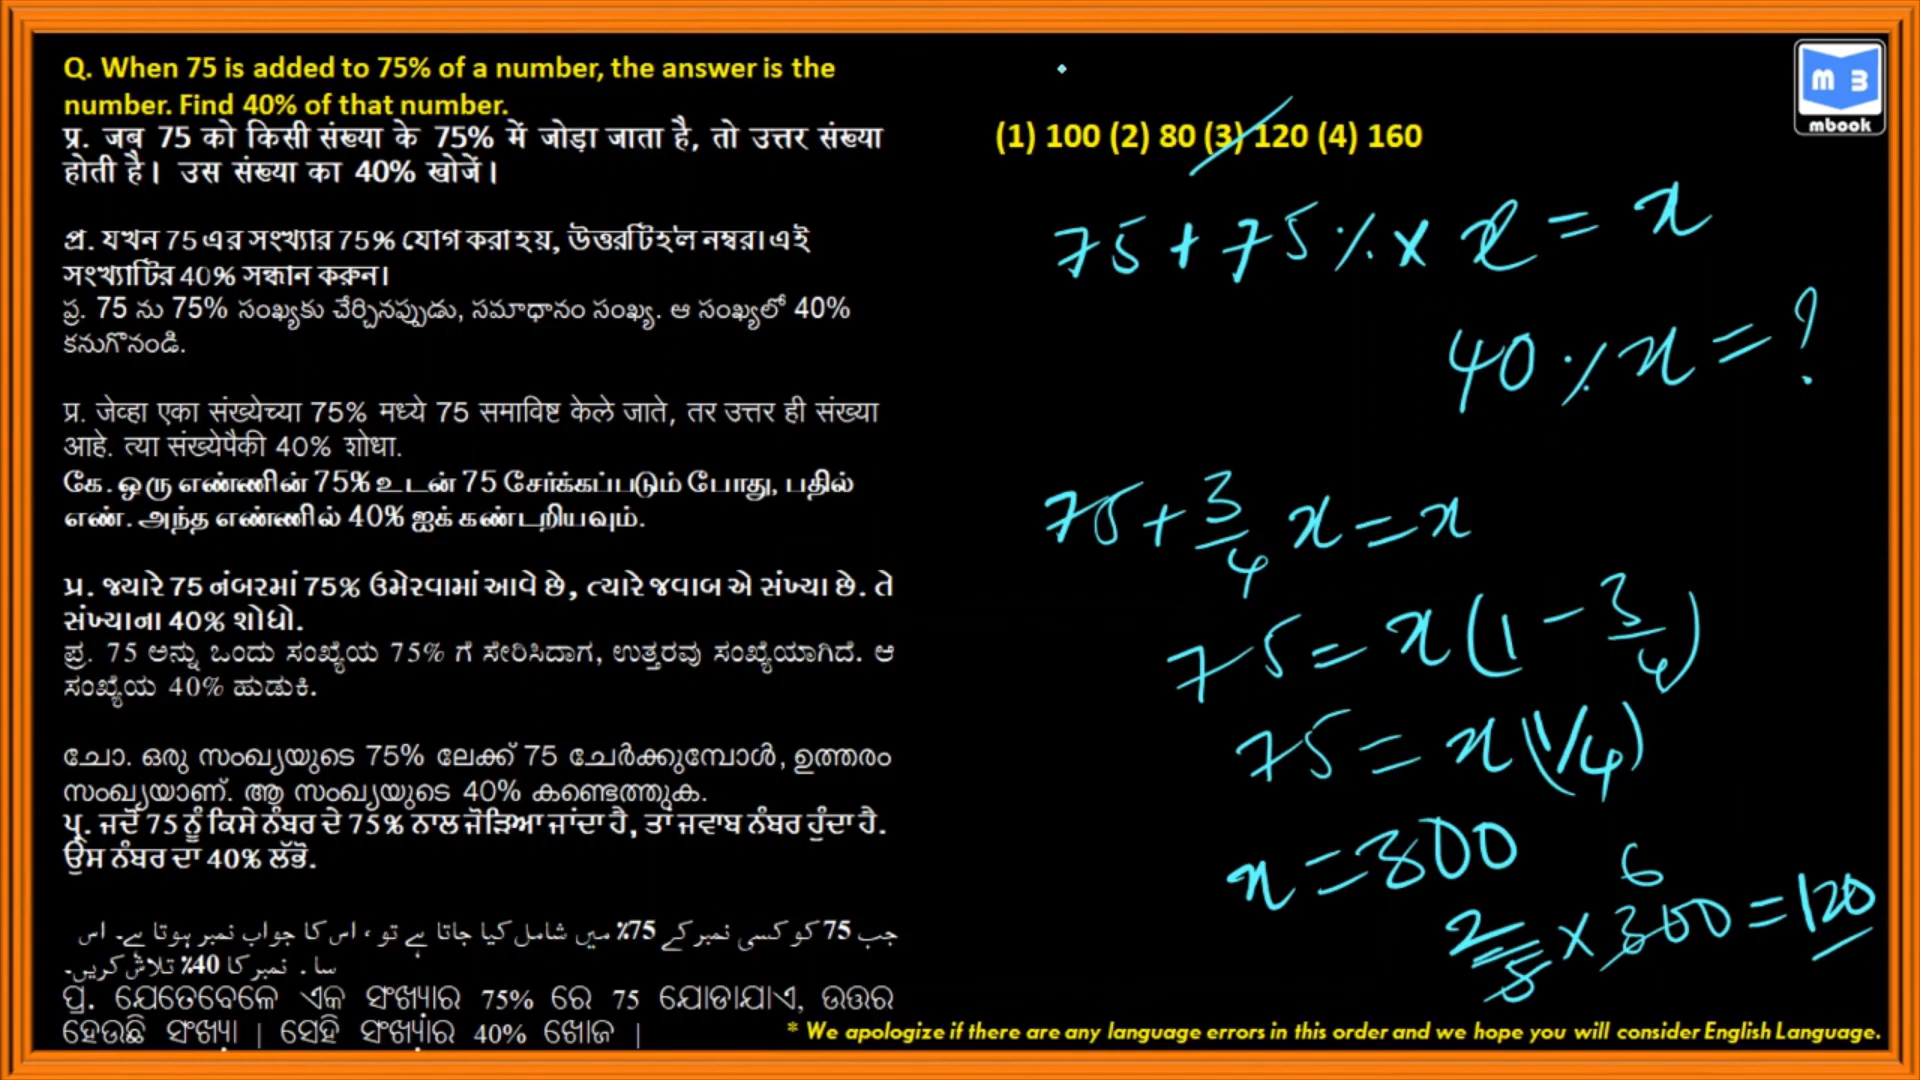 Q. When 75 is added to 75% of a number, the answer is the
number. Find 40% of that number.
प्र. जब 75 को किसी संख्या के 75% में जोड़ा जाता है, तो उत्तर संख्या
होती है। उस संख्या का 40% खोजें।
প্র. যখন 75 এর সংখ্যার 75% যোগ করা হয়, উত্তরটি হ'ল নম্বর। এই
সংখ্যাটির 40% সন্ধান করুন।
ప్ర. 75 ను 75% సంఖ్యకు చేర్చినప్పుడు, సమాధానం సంఖ్య. ఆ సంఖ్యలో 40%
కనుగొనండి.
प्र. जेव्हा एका संख्येच्या 75% मध्ये 75 समाविष्ट केले जाते, तर उत्तर ही संख्या
आहे. त्या संख्येपैकी 40% शोधा.
கே. ஒரு எண்ணின் 75% உடன் 75 சேர்க்கப்படும் போது, பதில்
எண். அந்த எண்ணில் 40% ஐக் கண்டறியவும்.
પ્ર. જ્યારે 75 નંબરમાં 75% ઉમેરવામાં આવે છે, ત્યારે જવાબ એ સંખ્યા છે. તે
સંખ્યાના 40% શોધો.
ಪ್ರ. 75 ಅನ್ನು ಒಂದು ಸಂಖ್ಯೆಯ 75% ಗೆ ಸೇರಿಸಿದಾಗ, ಉತ್ತರವು ಸಂಖ್ಯೆಯಾಗಿದೆ. ಆ
ಸಂಖ್ಯೆಯ 40% ಹುಡುಕಿ.
ചോ. ഒരു സംഖ്യയുടെ 75% ലേക്ക് 75 ചേർക്കുമ്പോൾ, ഉത്തരം
സംഖ്യയാണ്. ആ സംഖ്യയുടെ 40% കണ്ടെത്തുക.
ਪ੍ਰ. ਜਦੋਂ 75 ਨੂੰ ਕਿਸੇ ਨੰਬਰ ਦੇ 75% ਨਾਲ ਜੋੜਿਆ ਜਾਂਦਾ ਹੈ, ਤਾਂ ਜਵਾਬ ਨੰਬਰ ਹੁੰਦਾ ਹੈ.
ਉਸ ਨੰਬਰ ਦਾ 40% ਲੱਭੋ.
جب 75 کو کسی نمبر کے 75٪ میں شامل کیا جاتا ہے تو ، اس کا جواب نمبر ہوتا ہے۔ اس
سا . نمبر کا 40٪ تلاش کریں۔
ପ୍ର. ଯେତେବେଳେ ଏକ ସଂଖ୍ୟାର 75% ରେ 75 ଯୋଡାଯାଏ, ଉତ୍ତର
ହେଉଛି ସଂଖ୍ୟା | ସେହି ସଂଖ୍ୟାର 40% ଖୋଜ |
(1) 100 (2) 80 (3) 120 (4) 160
75 + 75% × x = x
40% x = ?
75 + 3/4 x = x
75 = x (1 - 3/4)
75 = x (1/4)
x = 300
6
2/5 × 300 = 120
m 3
mbook
* We apologize if there are any language errors in this order and we hope you will consider English Language.